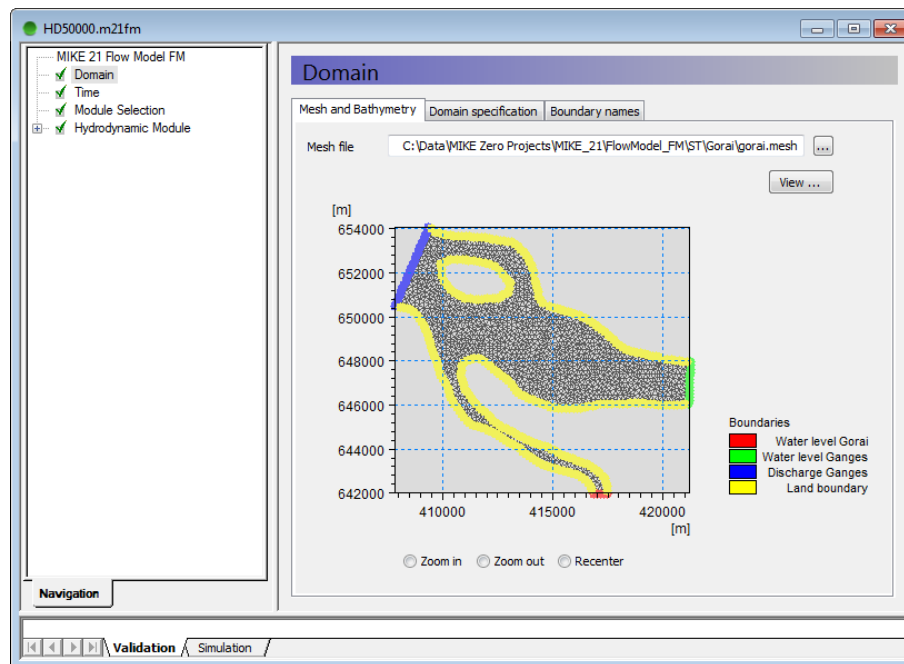 HD50000.m21fm
MIKE 21 Flow Model FM
Domain
Time
Module Selection
Hydrodynamic Module
Navigation
Domain
Mesh and Bathymetry
Domain specification
Boundary names
Mesh file
C:\Data\MIKE Zero Projects\MIKE_21\FlowModel_FM\ST\Gorai\gorai.mesh
...
View ...
[m]
654000
652000
650000
648000
646000
644000
642000
410000 415000 420000
[m]
Boundaries
Water level Gorai
Water level Ganges
Discharge Ganges
Land boundary
Zoom in Zoom out Recenter
Validation Simulation